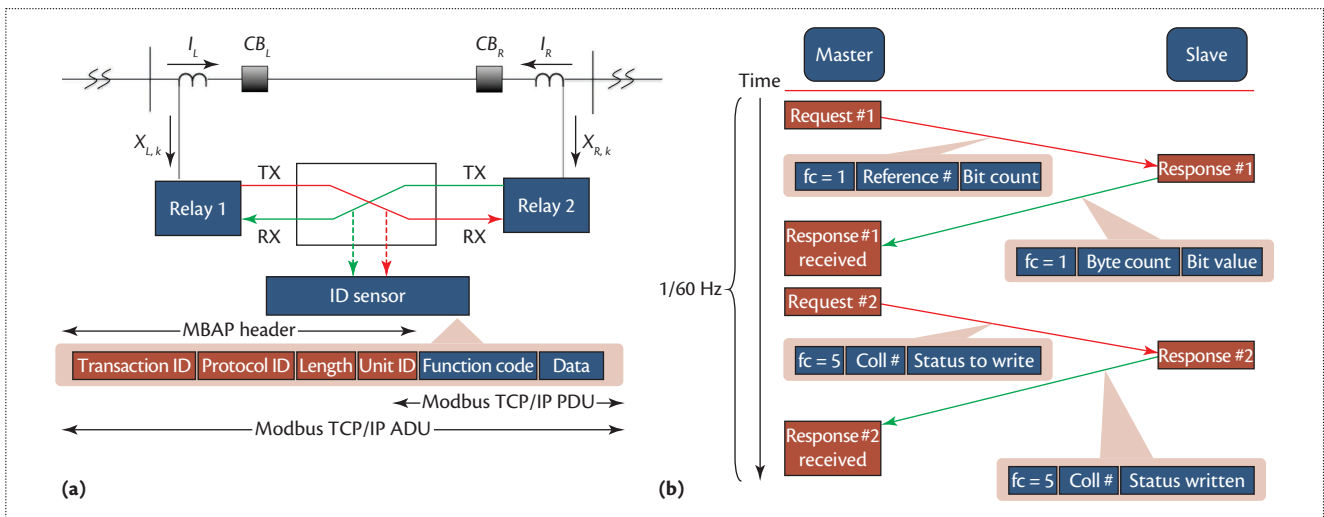 I_L
CB_L
CB_R
I_R
X_L, k
X_R, k
TX
TX
Relay 1
Relay 2
RX
RX
ID sensor
MBAP header
Transaction ID
Protocol ID
Length
Unit ID
Function code
Data
Modbus TCP/IP PDU
Modbus TCP/IP ADU
(a)
Master
Slave
Time
Request #1
fc = 1
Reference #
Bit count
Response #1
Response #1
received
fc = 1
Byte count
Bit value
1/60 Hz
Request #2
fc = 5
Coll #
Status to write
Response #2
Response #2
received
fc = 5
Coll #
Status written
(b)